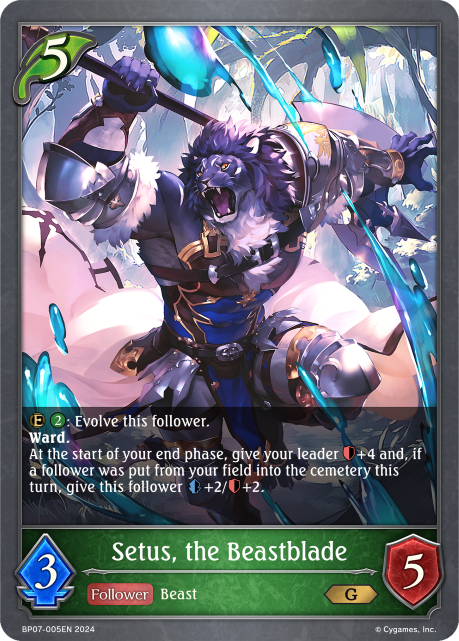 5
E 2: Evolve this follower.
Ward.
At the start of your end phase, give your leader +4 and, if
a follower was put from your field into the cemetery this
turn, give this follower +2/+2.
Setus, the Beastblade
3
Follower Beast
G
5
BP07-005EN 2024
© Cygames, Inc.